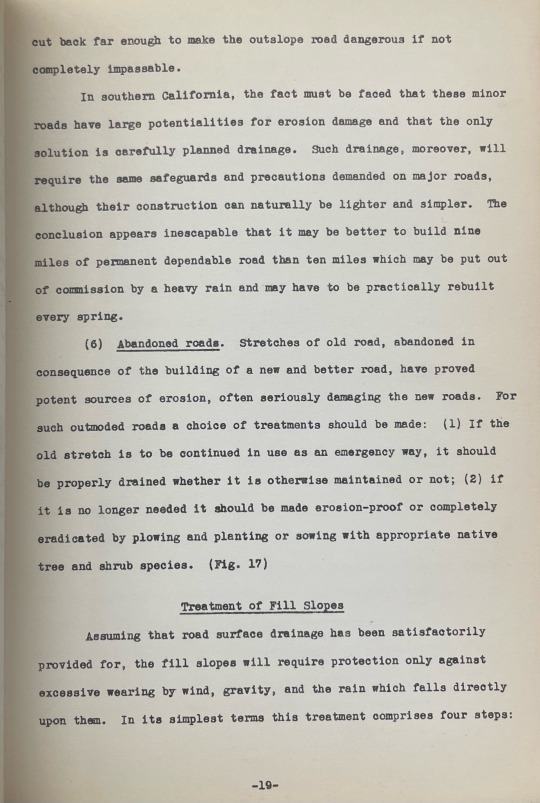 cut back far enough to make the outslope road dangerous if not
completely impassable.
In southern California, the fact must be faced that these minor
roads have large potentialities for erosion damage and that the only
solution is carefully planned drainage. Such drainage, moreover, will
require the same safeguards and precautions demanded on major roads,
although their construction can naturally be lighter and simpler. The
conclusion appears inescapable that it may be better to build nine
miles of permanent dependable road than ten miles which may be put out
of commission by a heavy rain and may have to be practically rebuilt
every spring.
(6) Abandoned roads. Stretches of old road, abandoned in
consequence of the building of a new and better road, have proved
potent sources of erosion, often seriously damaging the new roads. For
such outmoded roads a choice of treatments should be made: (1) If the
old stretch is to be continued in use as an emergency way, it should
be properly drained whether it is otherwise maintained or not; (2) if
it is no longer needed it should be made erosion-proof or completely
eradicated by plowing and planting or sowing with appropriate native
tree and shrub species. (Fig. 17)
Treatment of Fill Slopes
Assuming that road surface drainage has been satisfactorily
provided for, the fill slopes will require protection only against
excessive wearing by wind, gravity, and the rain which falls directly
upon them. In its simplest terms this treatment comprises four steps:
-19-